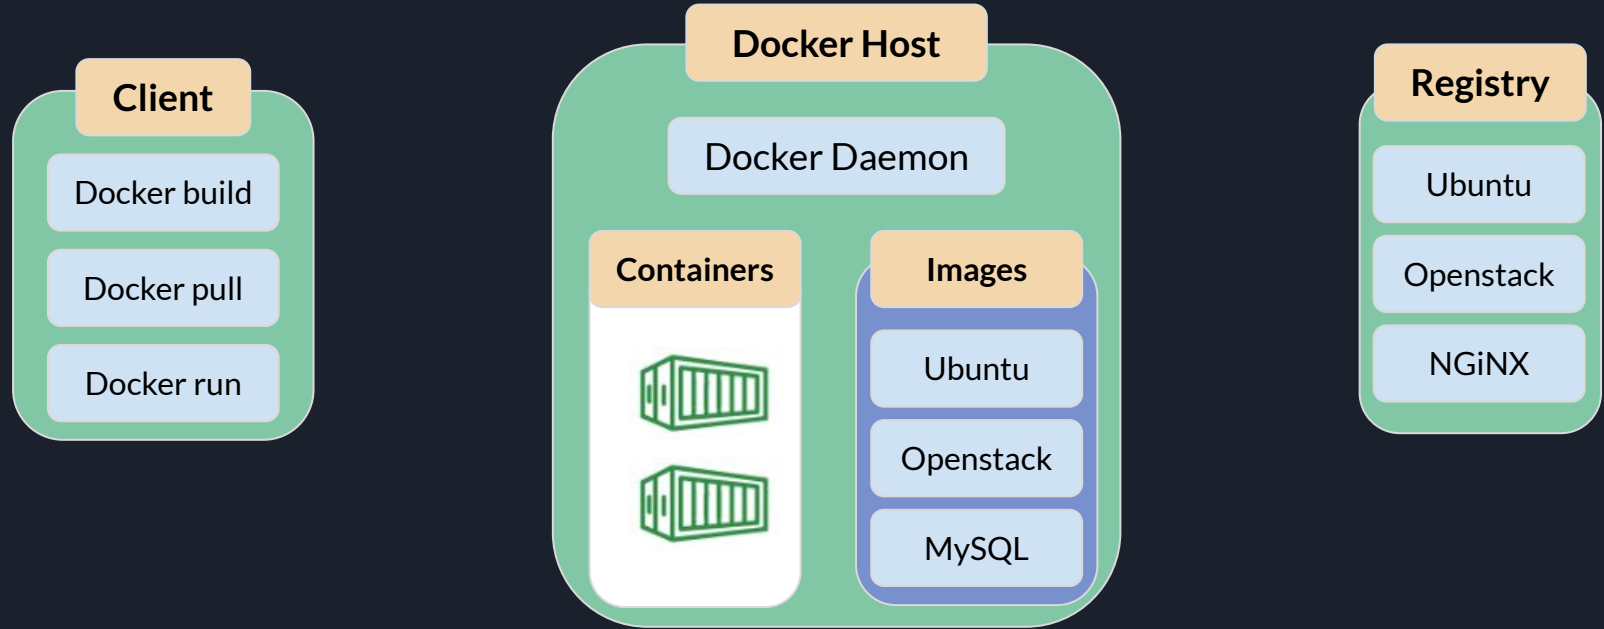 Client
Docker build
Docker pull
Docker run
Docker Host
Docker Daemon
Containers
Images
Ubuntu
Openstack
MySQL
Registry
Ubuntu
Openstack
NGiNX